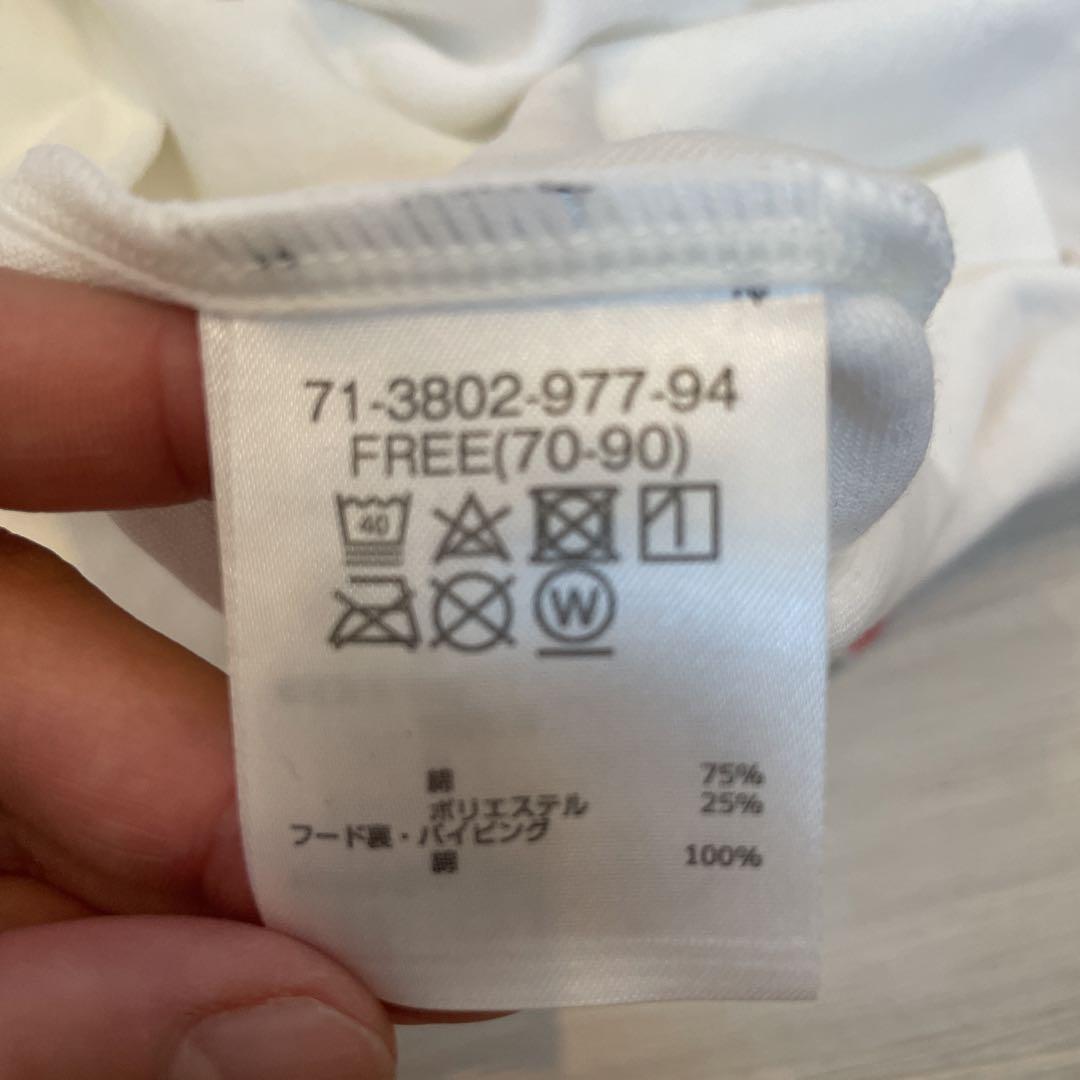 71-3802-977-94
FREE(70-90)
40
W
綿 75%
ポリエステル 25%
フード裏・パイピング
綿 100%